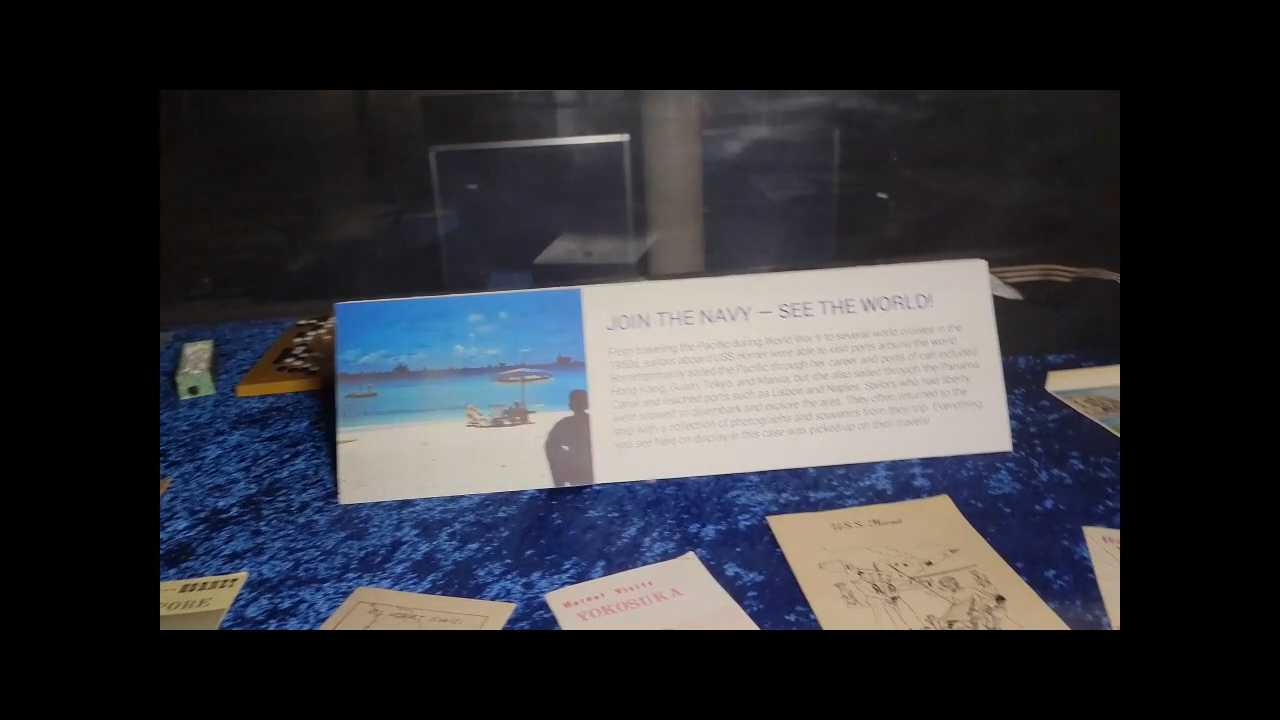 JOIN THE NAVY – SEE THE WORLD!
From traveling the Pacific during World War II to several world cruises in the
1950s, sailors aboard USS Hornet were able to visit ports around the world.
Hornet normally sailed the Pacific through her career and ports of call included
Hong Kong, Guam, Tokyo, and Manila, but she also sailed through the Panama
Canal and reached ports such as Lisbon and Naples. Sailors who had liberty
were allowed to disembark and explore the area. They often returned to the
ship with a collection of photographs and souvenirs from their trip. Everything
you see here on display in this case was picked up on their travels!
U.S.S. Hornet
HORNET
PORE
Hornet Visits
YOKOSUKA